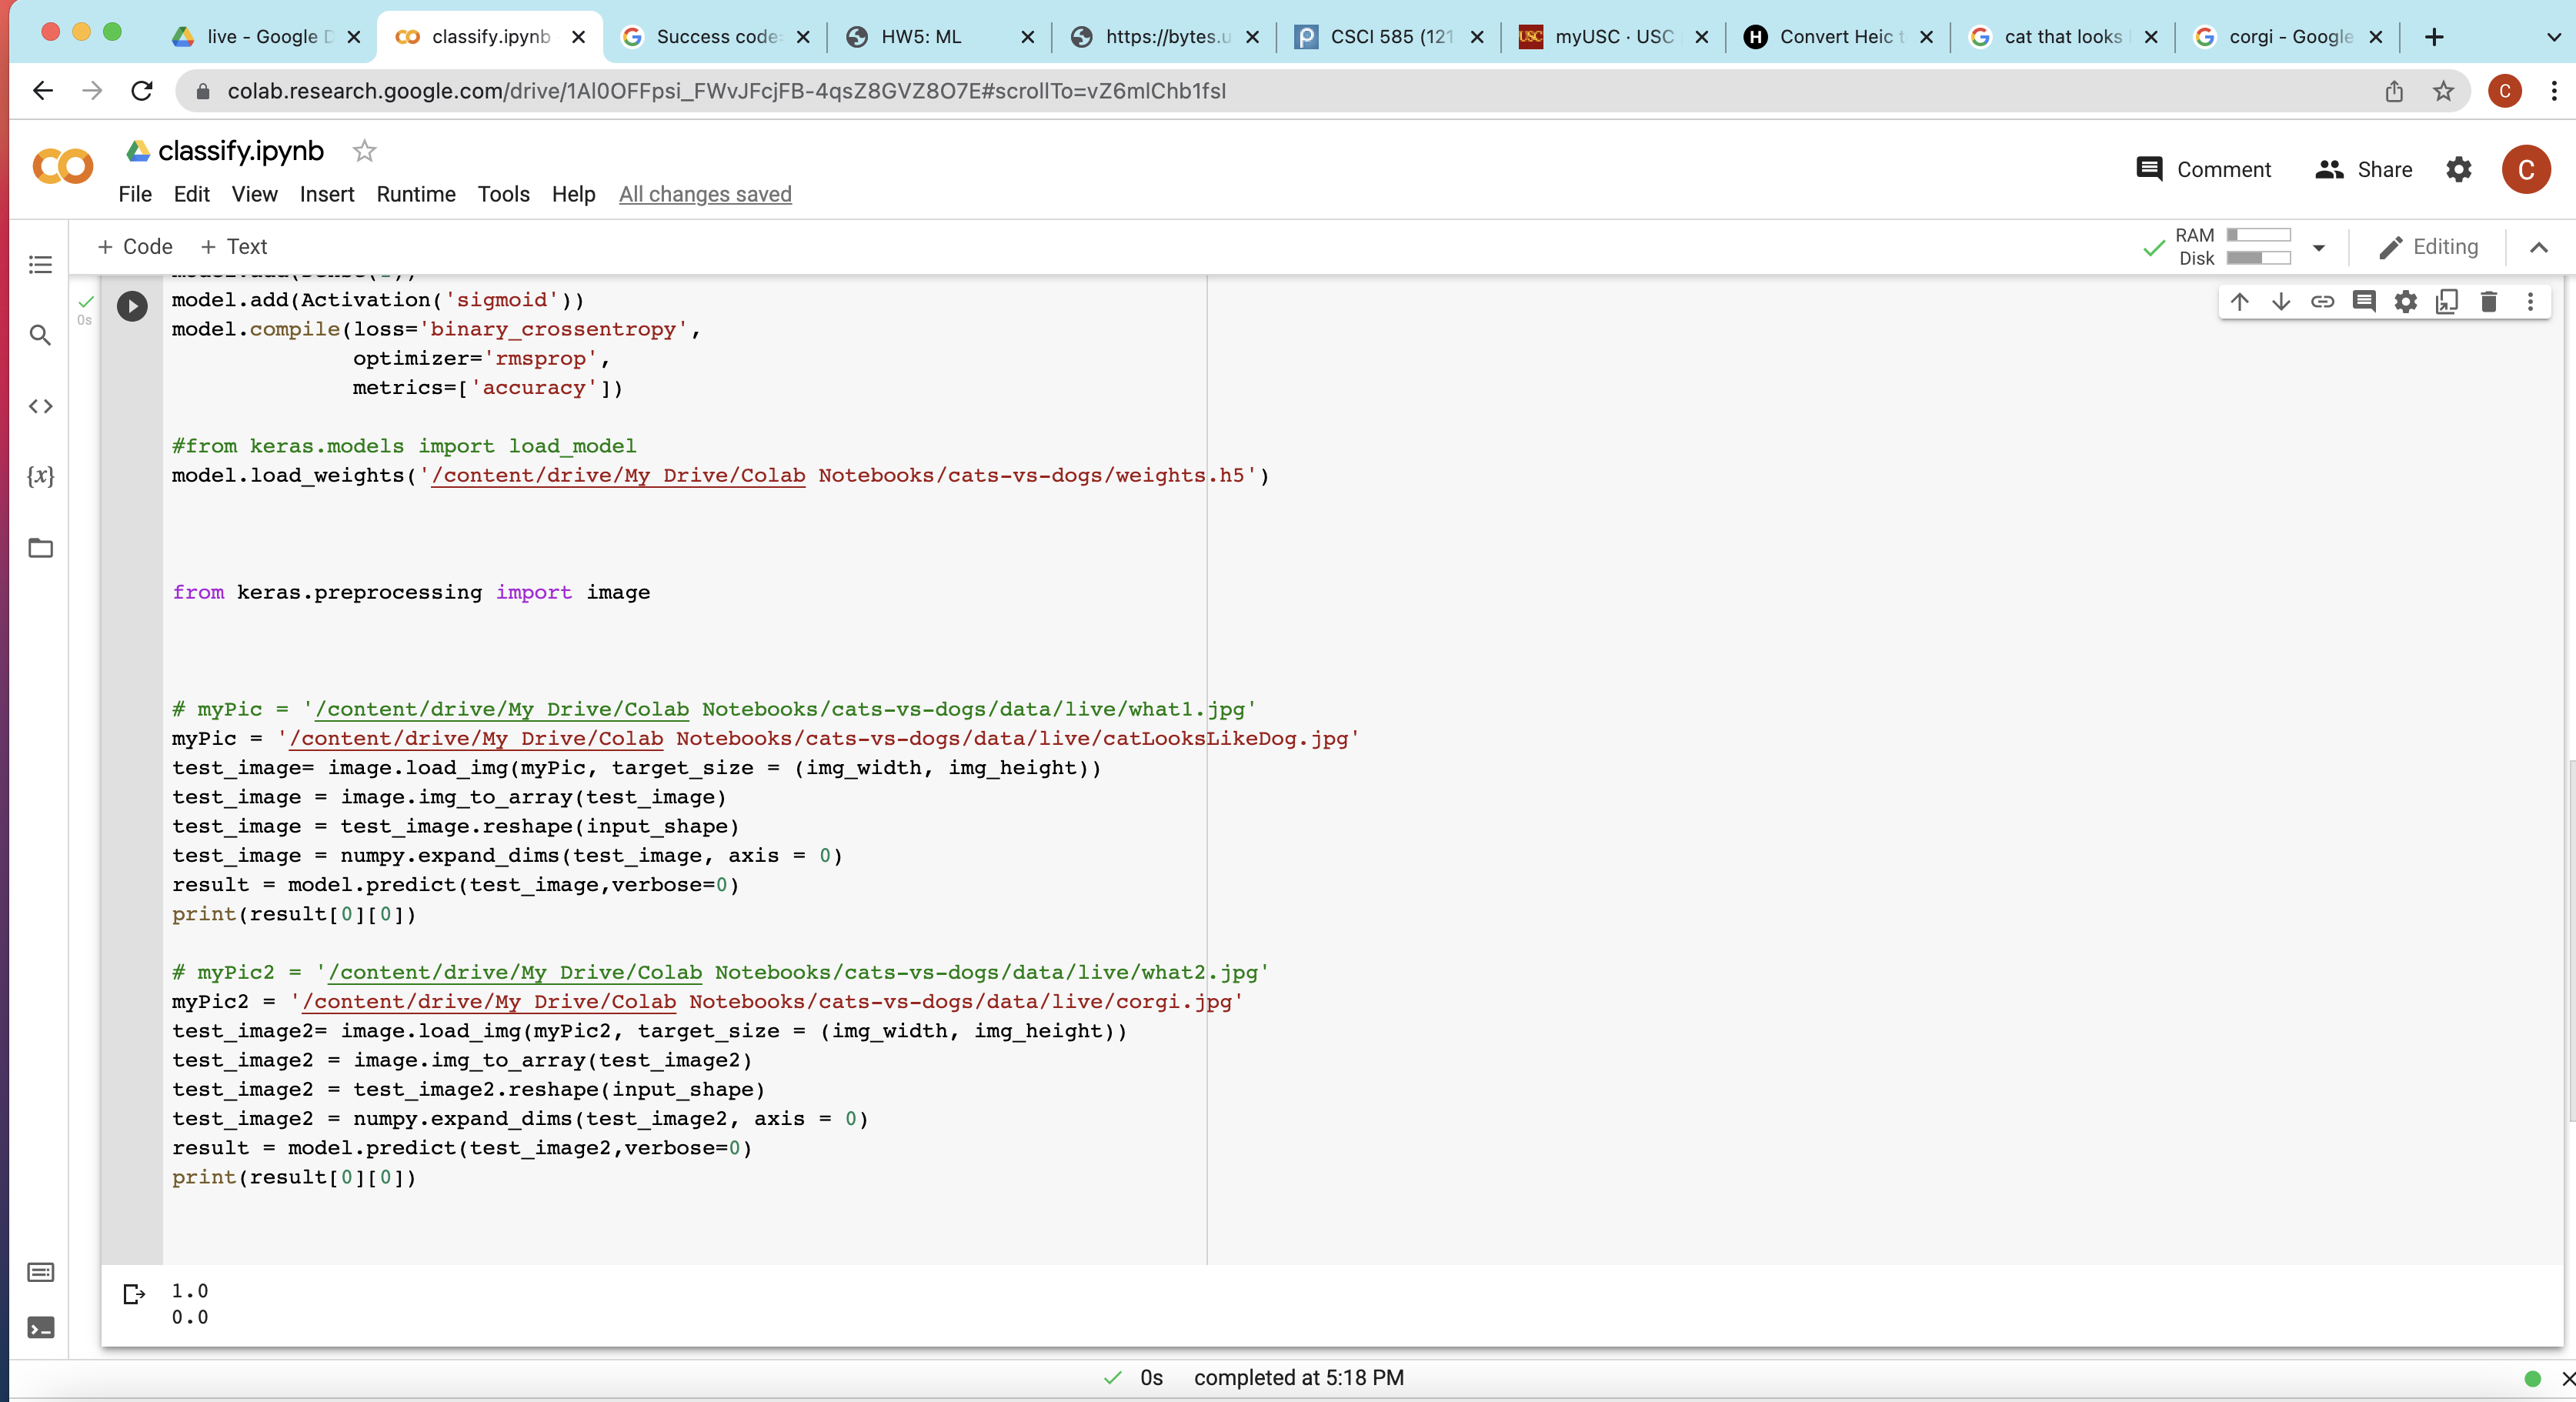 live - Google D
classify.ipynb
Success code
HW5: ML
https://bytes.u
CSCI 585 (121
USC myUSC · USC
H Convert Heic t
cat that looks
corgi - Google
colab.research.google.com/drive/1Al0OFFpsi_FWvJFcjFB-4qsZ8GVZ8O7E#scrollTo=vZ6mlChb1fsI
C
classify.ipynb
File Edit View Insert Runtime Tools Help All changes saved
Comment Share C
+ Code + Text
RAM
Disk
Editing
0s
model.add(Dense(1))
model.add(Activation('sigmoid'))
model.compile(loss='binary_crossentropy',
optimizer='rmsprop',
metrics=['accuracy'])
#from keras.models import load_model
model.load_weights('/content/drive/My Drive/Colab Notebooks/cats-vs-dogs/weights.h5')
from keras.preprocessing import image
# myPic = '/content/drive/My Drive/Colab Notebooks/cats-vs-dogs/data/live/what1.jpg'
myPic = '/content/drive/My Drive/Colab Notebooks/cats-vs-dogs/data/live/catLooksLikeDog.jpg'
test_image= image.load_img(myPic, target_size = (img_width, img_height))
test_image = image.img_to_array(test_image)
test_image = test_image.reshape(input_shape)
test_image = numpy.expand_dims(test_image, axis = 0)
result = model.predict(test_image,verbose=0)
print(result[0][0])
# myPic2 = '/content/drive/My Drive/Colab Notebooks/cats-vs-dogs/data/live/what2.jpg'
myPic2 = '/content/drive/My Drive/Colab Notebooks/cats-vs-dogs/data/live/corgi.jpg'
test_image2= image.load_img(myPic2, target_size = (img_width, img_height))
test_image2 = image.img_to_array(test_image2)
test_image2 = test_image2.reshape(input_shape)
test_image2 = numpy.expand_dims(test_image2, axis = 0)
result = model.predict(test_image2,verbose=0)
print(result[0][0])
1.0
0.0
0s completed at 5:18 PM